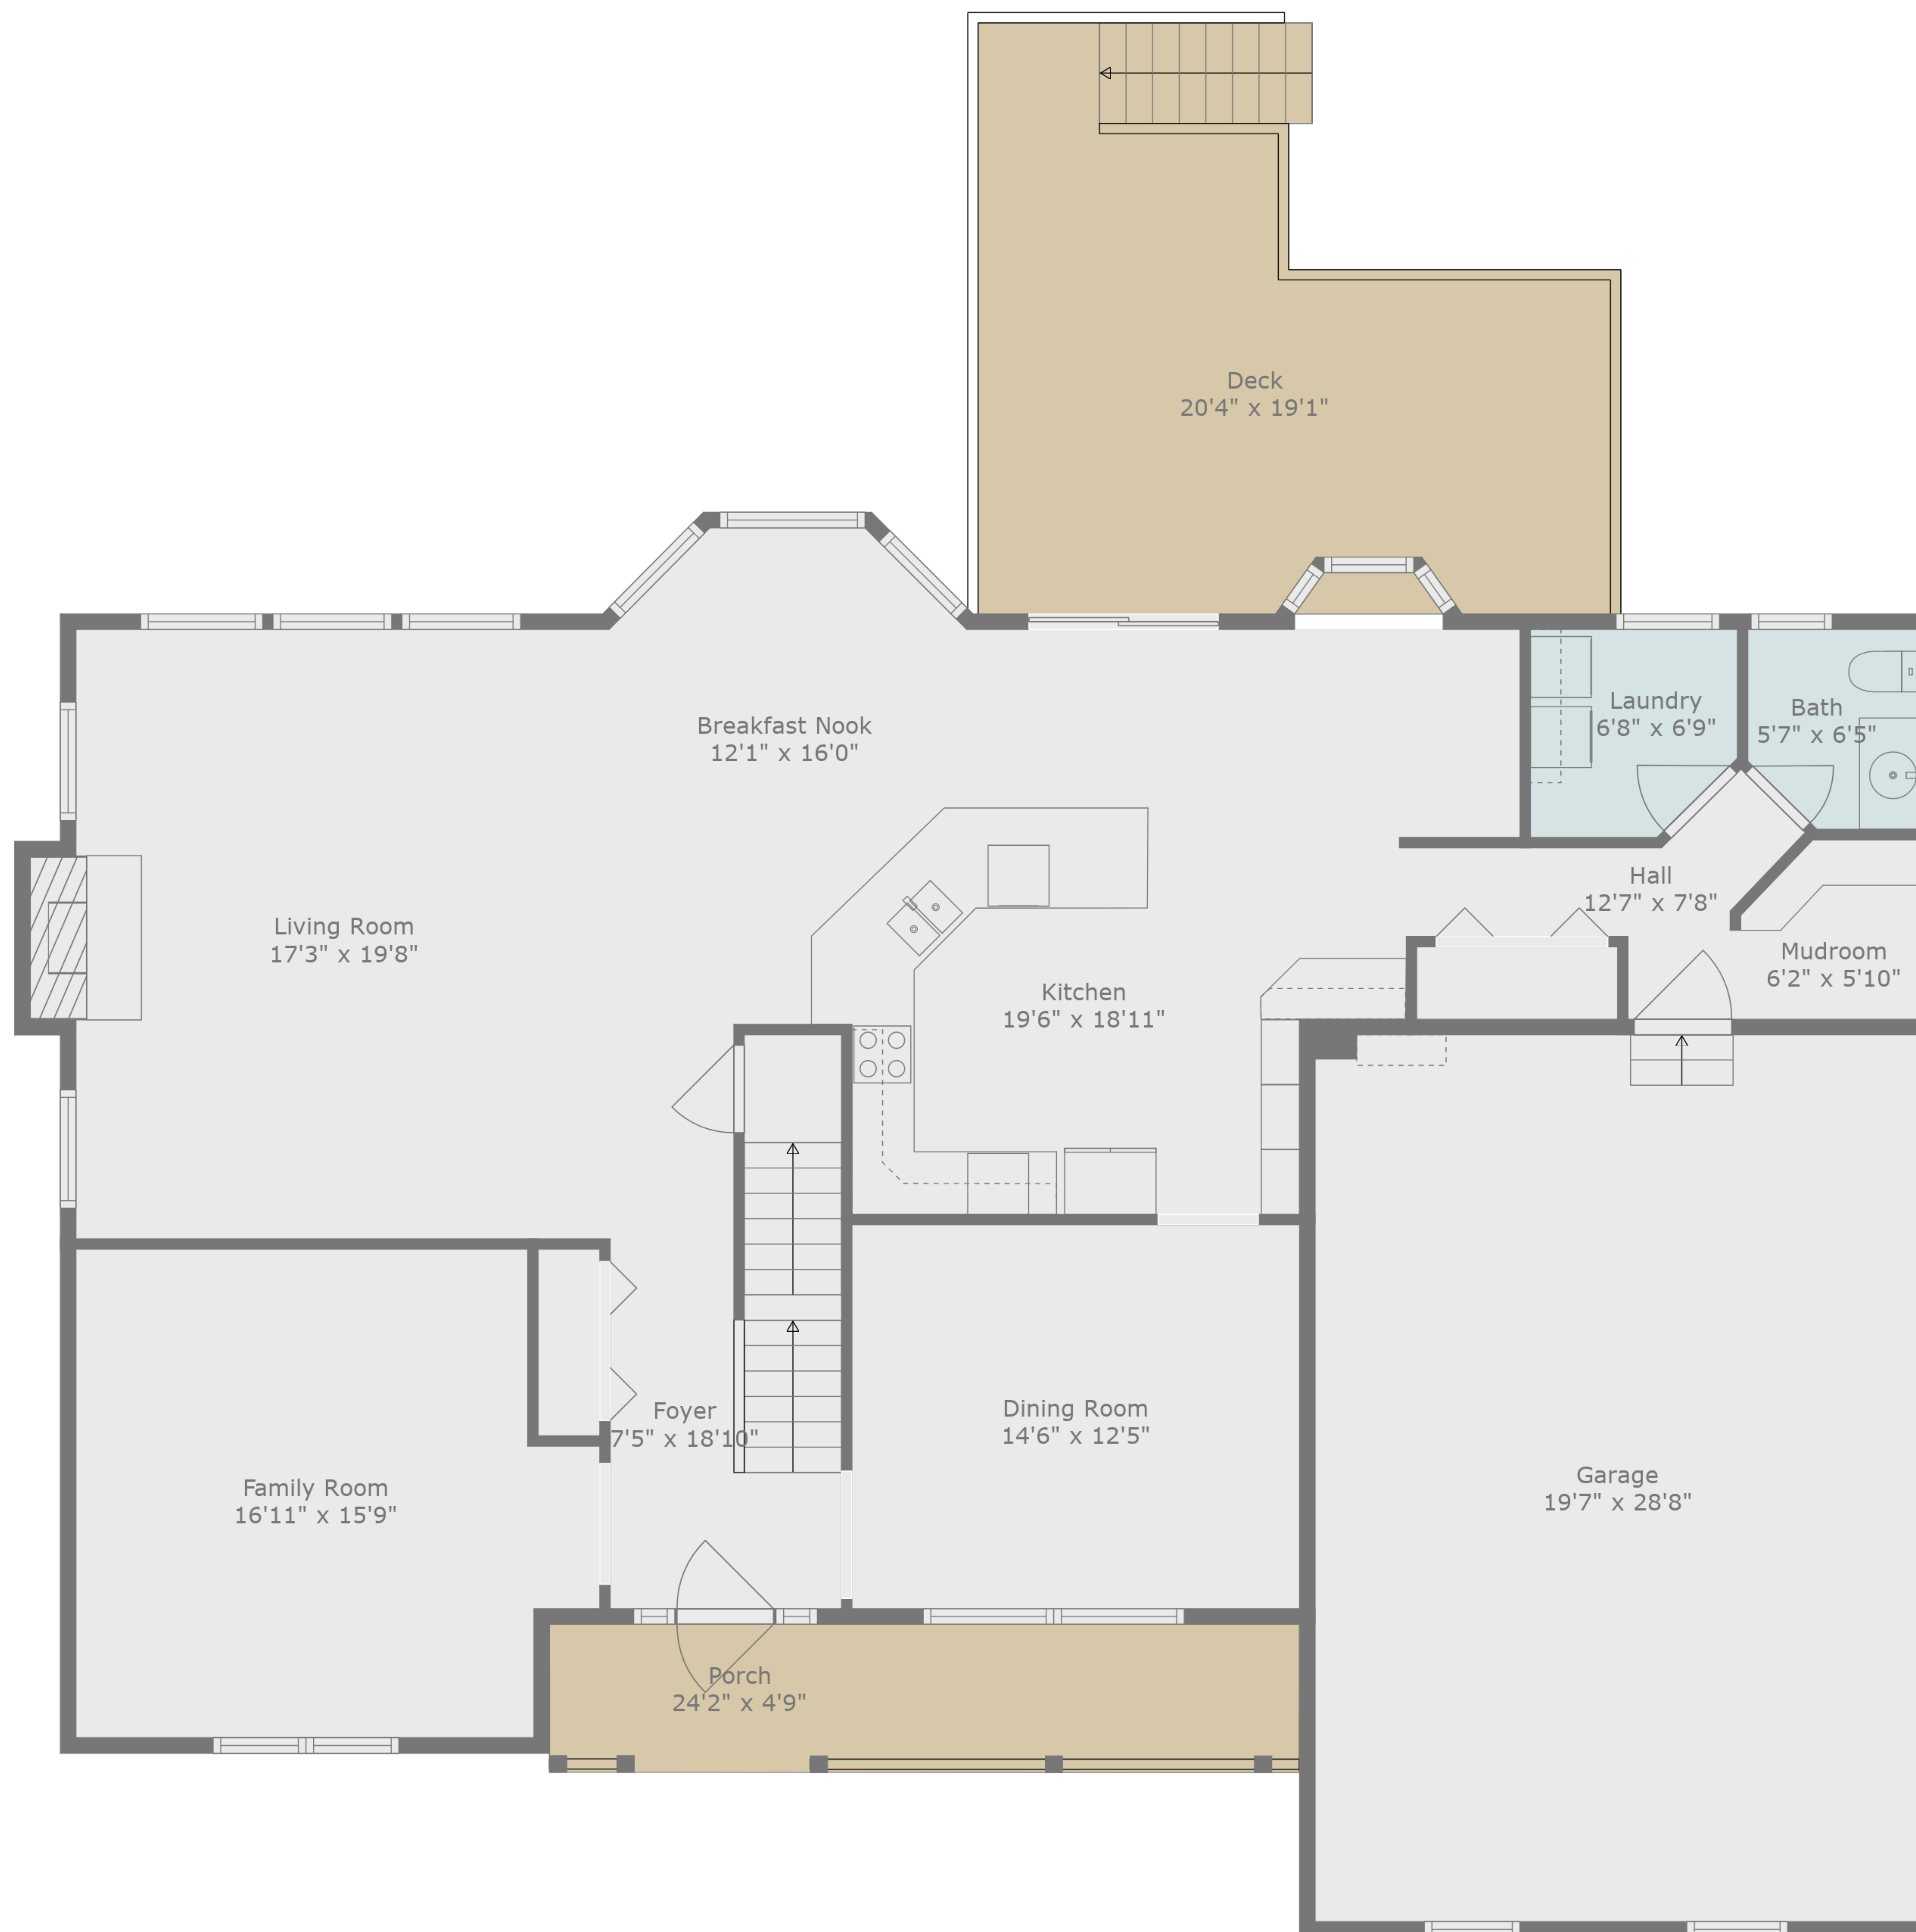 Deck
20'4" x 19'1"
Laundry
6'8" x 6'9"
Bath
5'7" x 6'5"
Breakfast Nook
12'1" x 16'0"
Hall
12'7" x 7'8"
Living Room
17'3" x 19'8"
Mudroom
6'2" x 5'10"
Kitchen
19'6" x 18'11"
Foyer
7'5" x 18'10"
Dining Room
14'6" x 12'5"
Family Room
16'11" x 15'9"
Garage
19'7" x 28'8"
Porch
24'2" x 4'9"